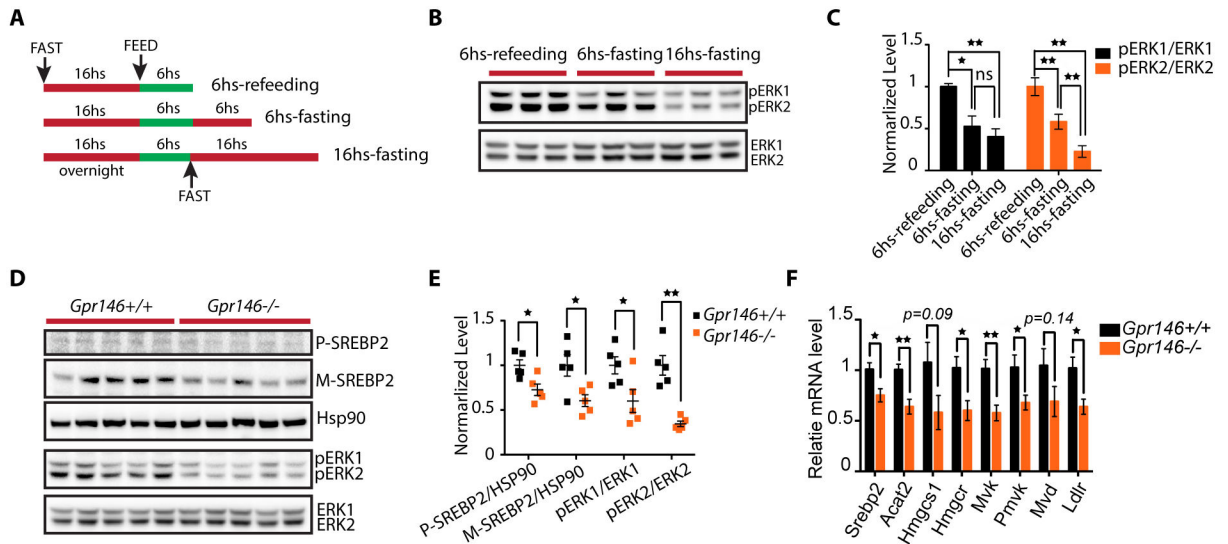 A
FAST
FEED
16hs
6hs
6hs-refeeding
16hs
6hs
6hs
6hs-fasting
16hs
6hs
16hs
16hs-fasting
overnight
FAST
B
6hs-refeeding
6hs-fasting
16hs-fasting
pERK1
pERK2
ERK1
ERK2
C
Normarlized Level
1.5
1
0.5
0
★★
★
ns
★★
★★
★★
pERK1/ERK1
pERK2/ERK2
6hs-refeeding
6hs-fasting
16hs-fasting
6hs-refeeding
6hs-fasting
16hs-fasting
D
Gpr146+/+
Gpr146-/-
P-SREBP2
M-SREBP2
Hsp90
pERK1
pERK2
ERK1
ERK2
E
Normarlized Level
1.5
1
0.5
0
★
★
★
★★
Gpr146+/+
Gpr146-/-
P-SREBP2/HSP90
M-SREBP2/HSP90
pERK1/ERK1
pERK2/ERK2
F
Relatie mRNA level
1.5
1
0.5
0
★
★★
p=0.09
★
★★
★
p=0.14
★
Gpr146+/+
Gpr146-/-
Srebp2
Acat2
Hmgcs1
Hmgcr
Mvk
Pmvk
Mvd
Ldlr